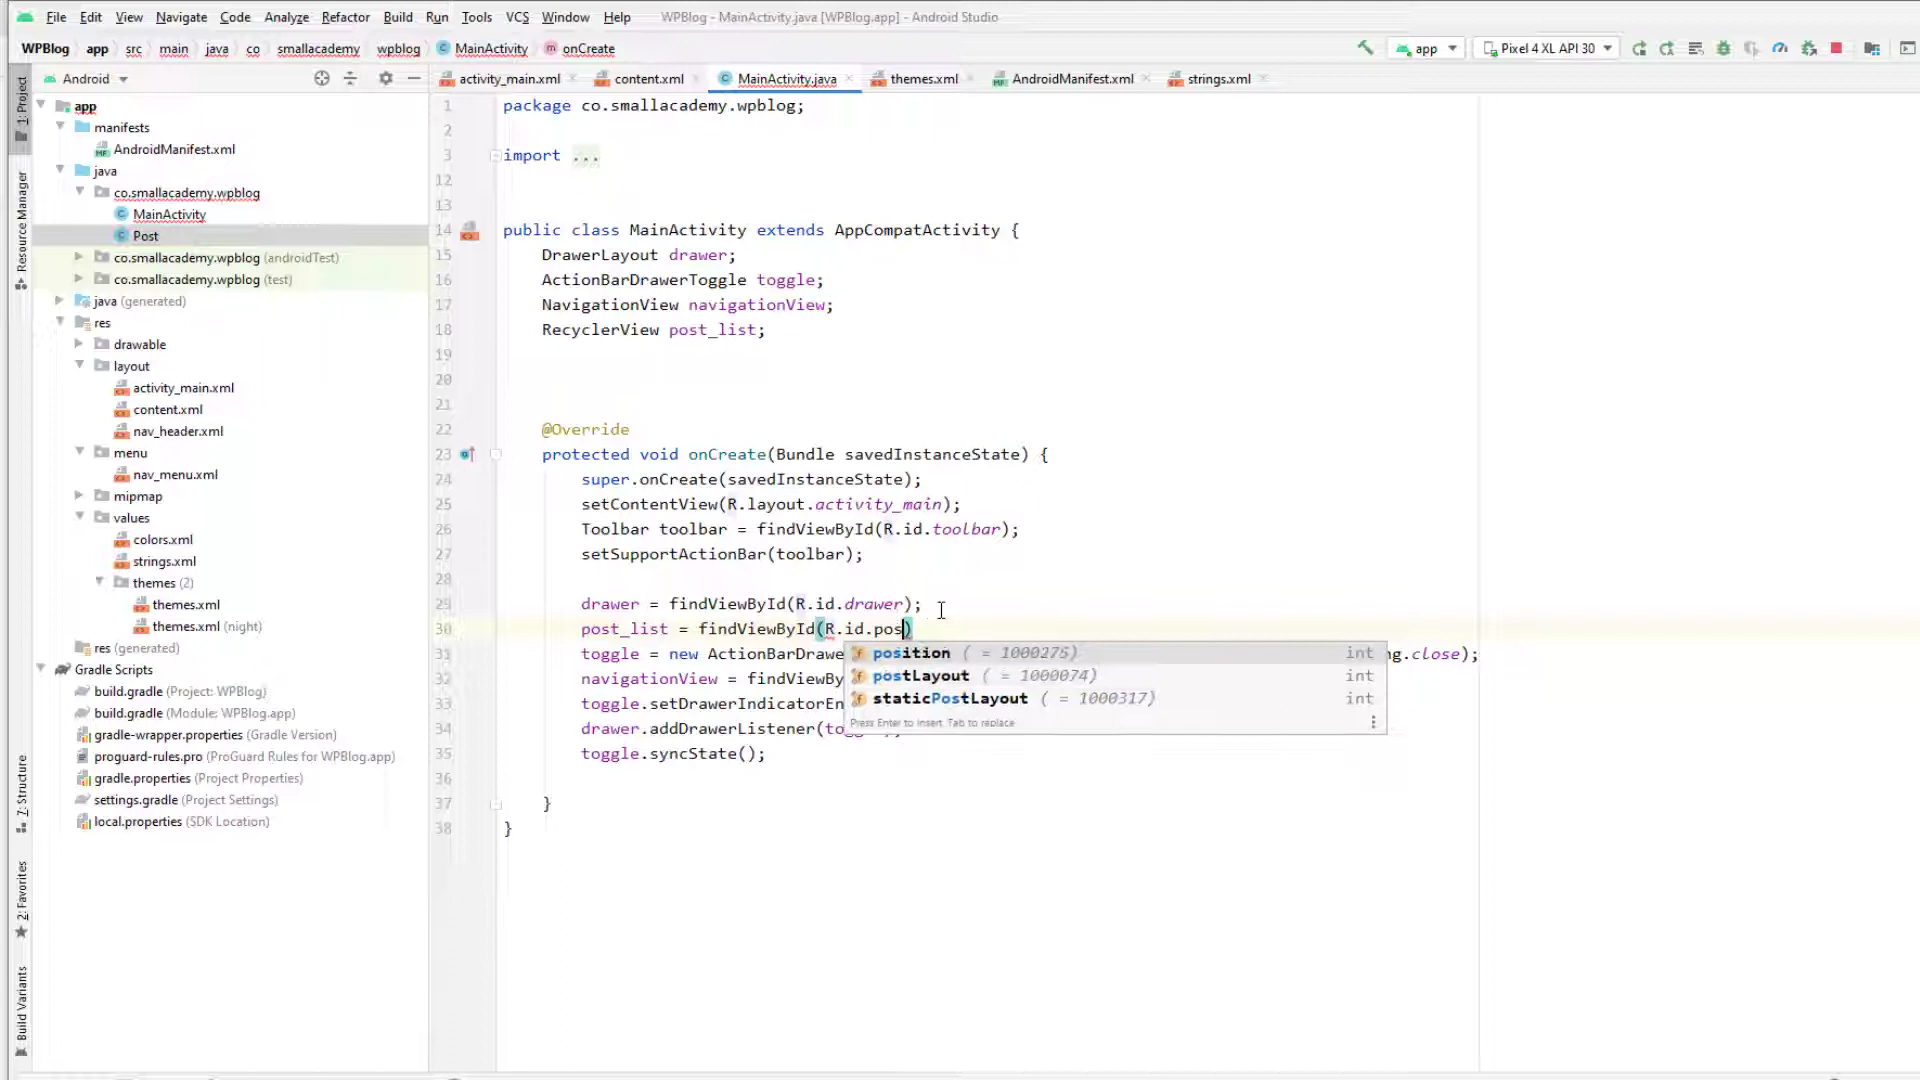 File Edit View Navigate Code Analyze Refactor Build Run Tools VCS Window Help WPBlog - MainActivity.java [WPBlog.app] - Android Studio
WPBlog app src main java co smallacademy wpblog MainActivity onCreate app Pixel 4 XL API 30
Android
activity_main.xml content.xml MainActivity.java themes.xml AndroidManifest.xml strings.xml
1: Project
Resource Manager
7: Structure
2: Favorites
Build Variants
app
manifests
AndroidManifest.xml
java
co.smallacademy.wpblog
MainActivity
Post
co.smallacademy.wpblog (androidTest)
co.smallacademy.wpblog (test)
java (generated)
res
drawable
layout
activity_main.xml
content.xml
nav_header.xml
menu
nav_menu.xml
mipmap
values
colors.xml
strings.xml
themes (2)
themes.xml
themes.xml (night)
res (generated)
Gradle Scripts
build.gradle (Project: WPBlog)
build.gradle (Module: WPBlog.app)
gradle-wrapper.properties (Gradle Version)
proguard-rules.pro (ProGuard Rules for WPBlog.app)
gradle.properties (Project Properties)
settings.gradle (Project Settings)
local.properties (SDK Location)
1 package co.smallacademy.wpblog;
2
3 import ...
12
13
14 public class MainActivity extends AppCompatActivity {
15 DrawerLayout drawer;
16 ActionBarDrawerToggle toggle;
17 NavigationView navigationView;
18 RecyclerView post_list;
19
20
21
22 @Override
23 protected void onCreate(Bundle savedInstanceState) {
24 super.onCreate(savedInstanceState);
25 setContentView(R.layout.activity_main);
26 Toolbar toolbar = findViewById(R.id.toolbar);
27 setSupportActionBar(toolbar);
28
29 drawer = findViewById(R.id.drawer);
30 post_list = findViewById(R.id.pos)
31 toggle = new ActionBarDrawe ng.close);
32 navigationView = findViewBy
33 toggle.setDrawerIndicatorEn
34 drawer.addDrawerListener(to
35 toggle.syncState();
36
37 }
38 }
position ( = 1000275) int
postLayout ( = 1000074) int
staticPostLayout ( = 1000317) int
Press Enter to insert, Tab to replace